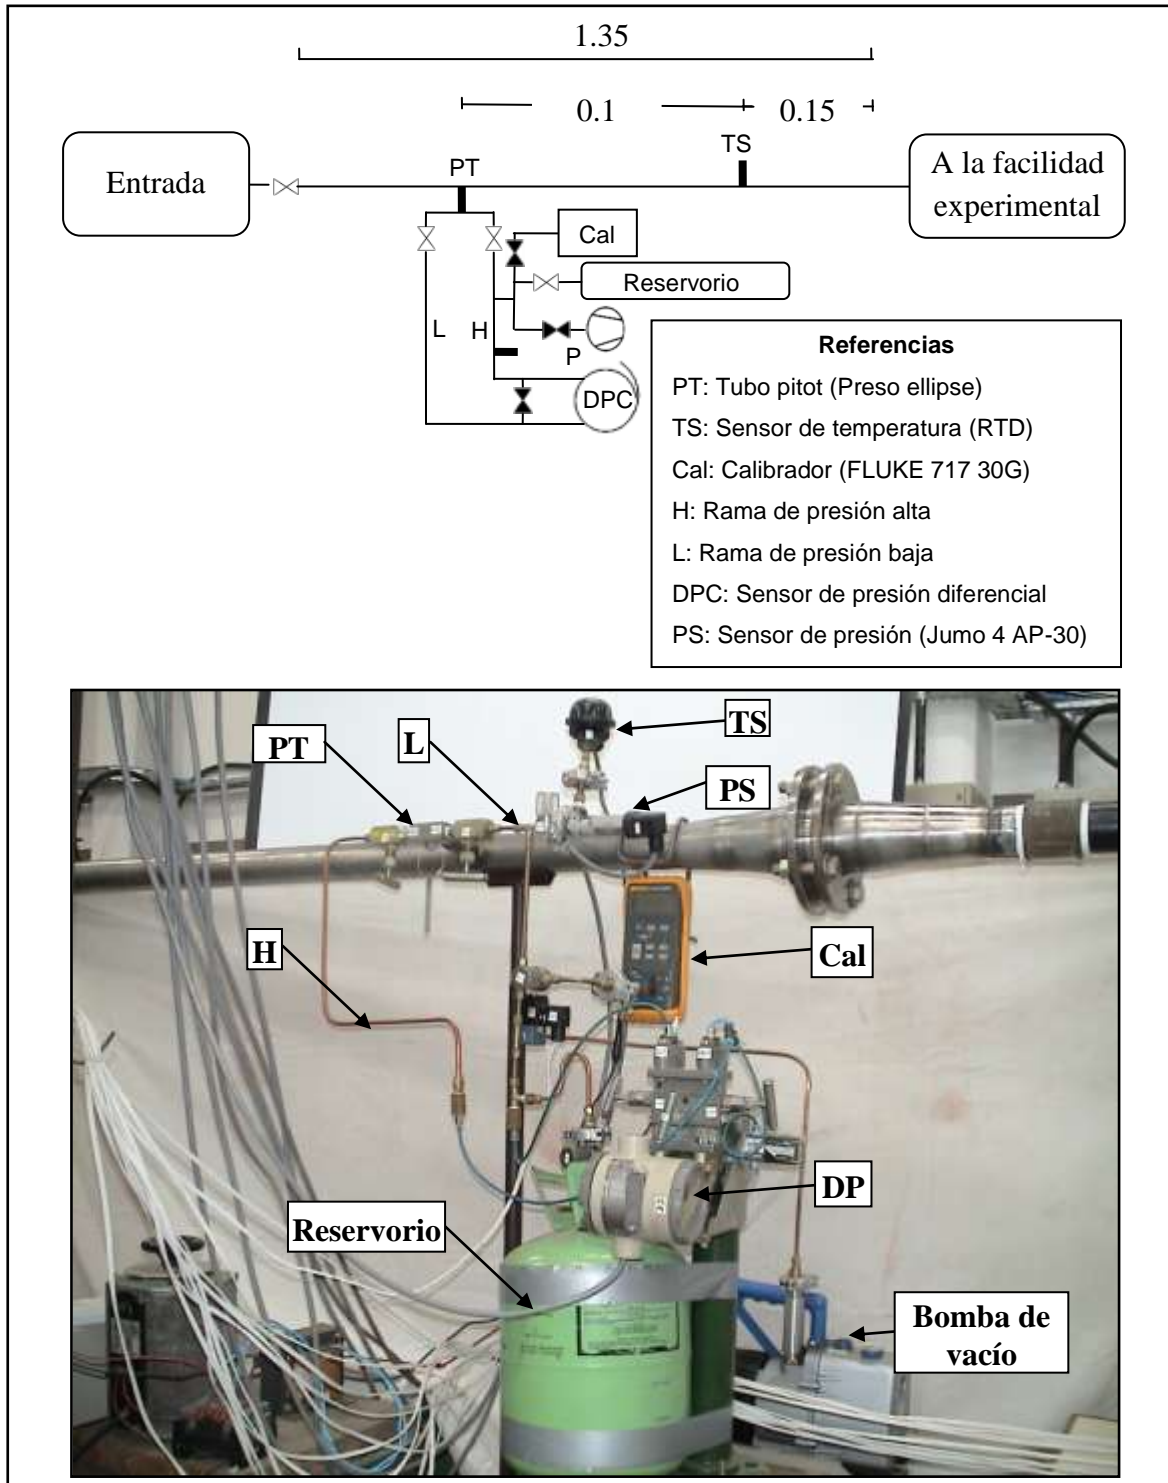 1.35
0.1
0.15
TS
PT
Entrada
A la facilidad
experimental
Cal
Reservorio
L
H
P
DPC
Referencias
PT: Tubo pitot (Preso ellipse)
TS: Sensor de temperatura (RTD)
Cal: Calibrador (FLUKE 717 30G)
H: Rama de presión alta
L: Rama de presión baja
DPC: Sensor de presión diferencial
PS: Sensor de presión (Jumo 4 AP-30)
PT
L
TS
PS
H
Cal
DP
Reservorio
Bomba de
vacío